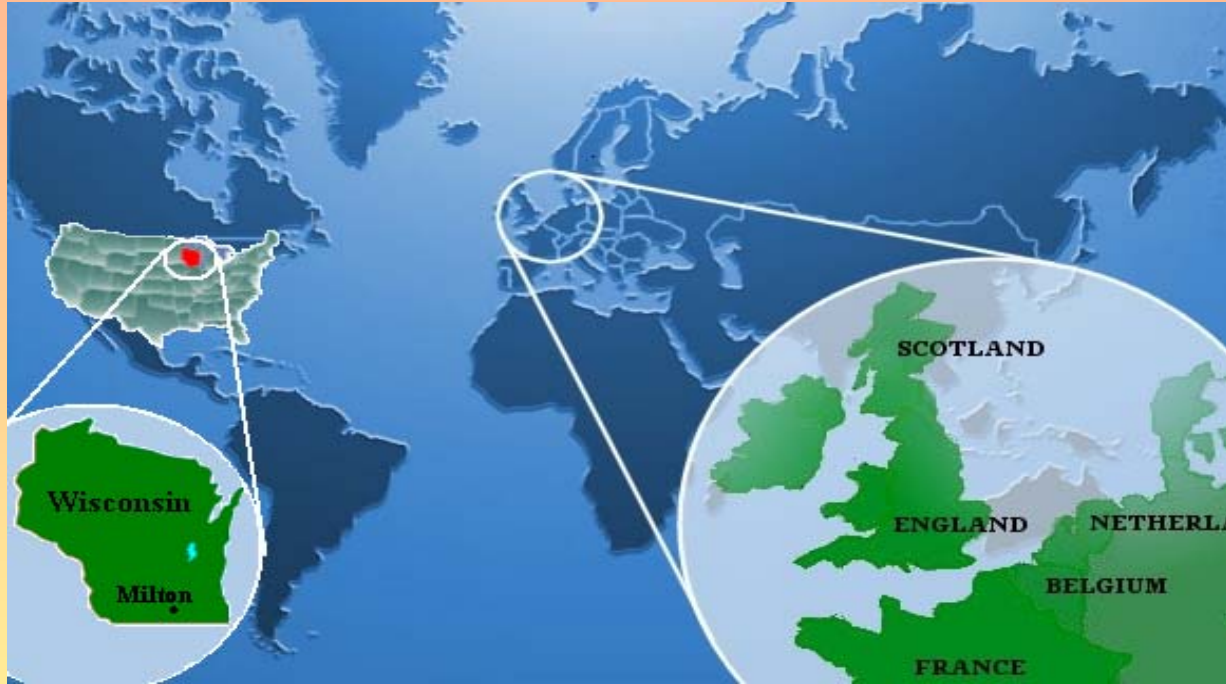 SCOTLAND
Wisconsin
ENGLAND
NETHERLA
BELGIUM
Milton
FRANCE